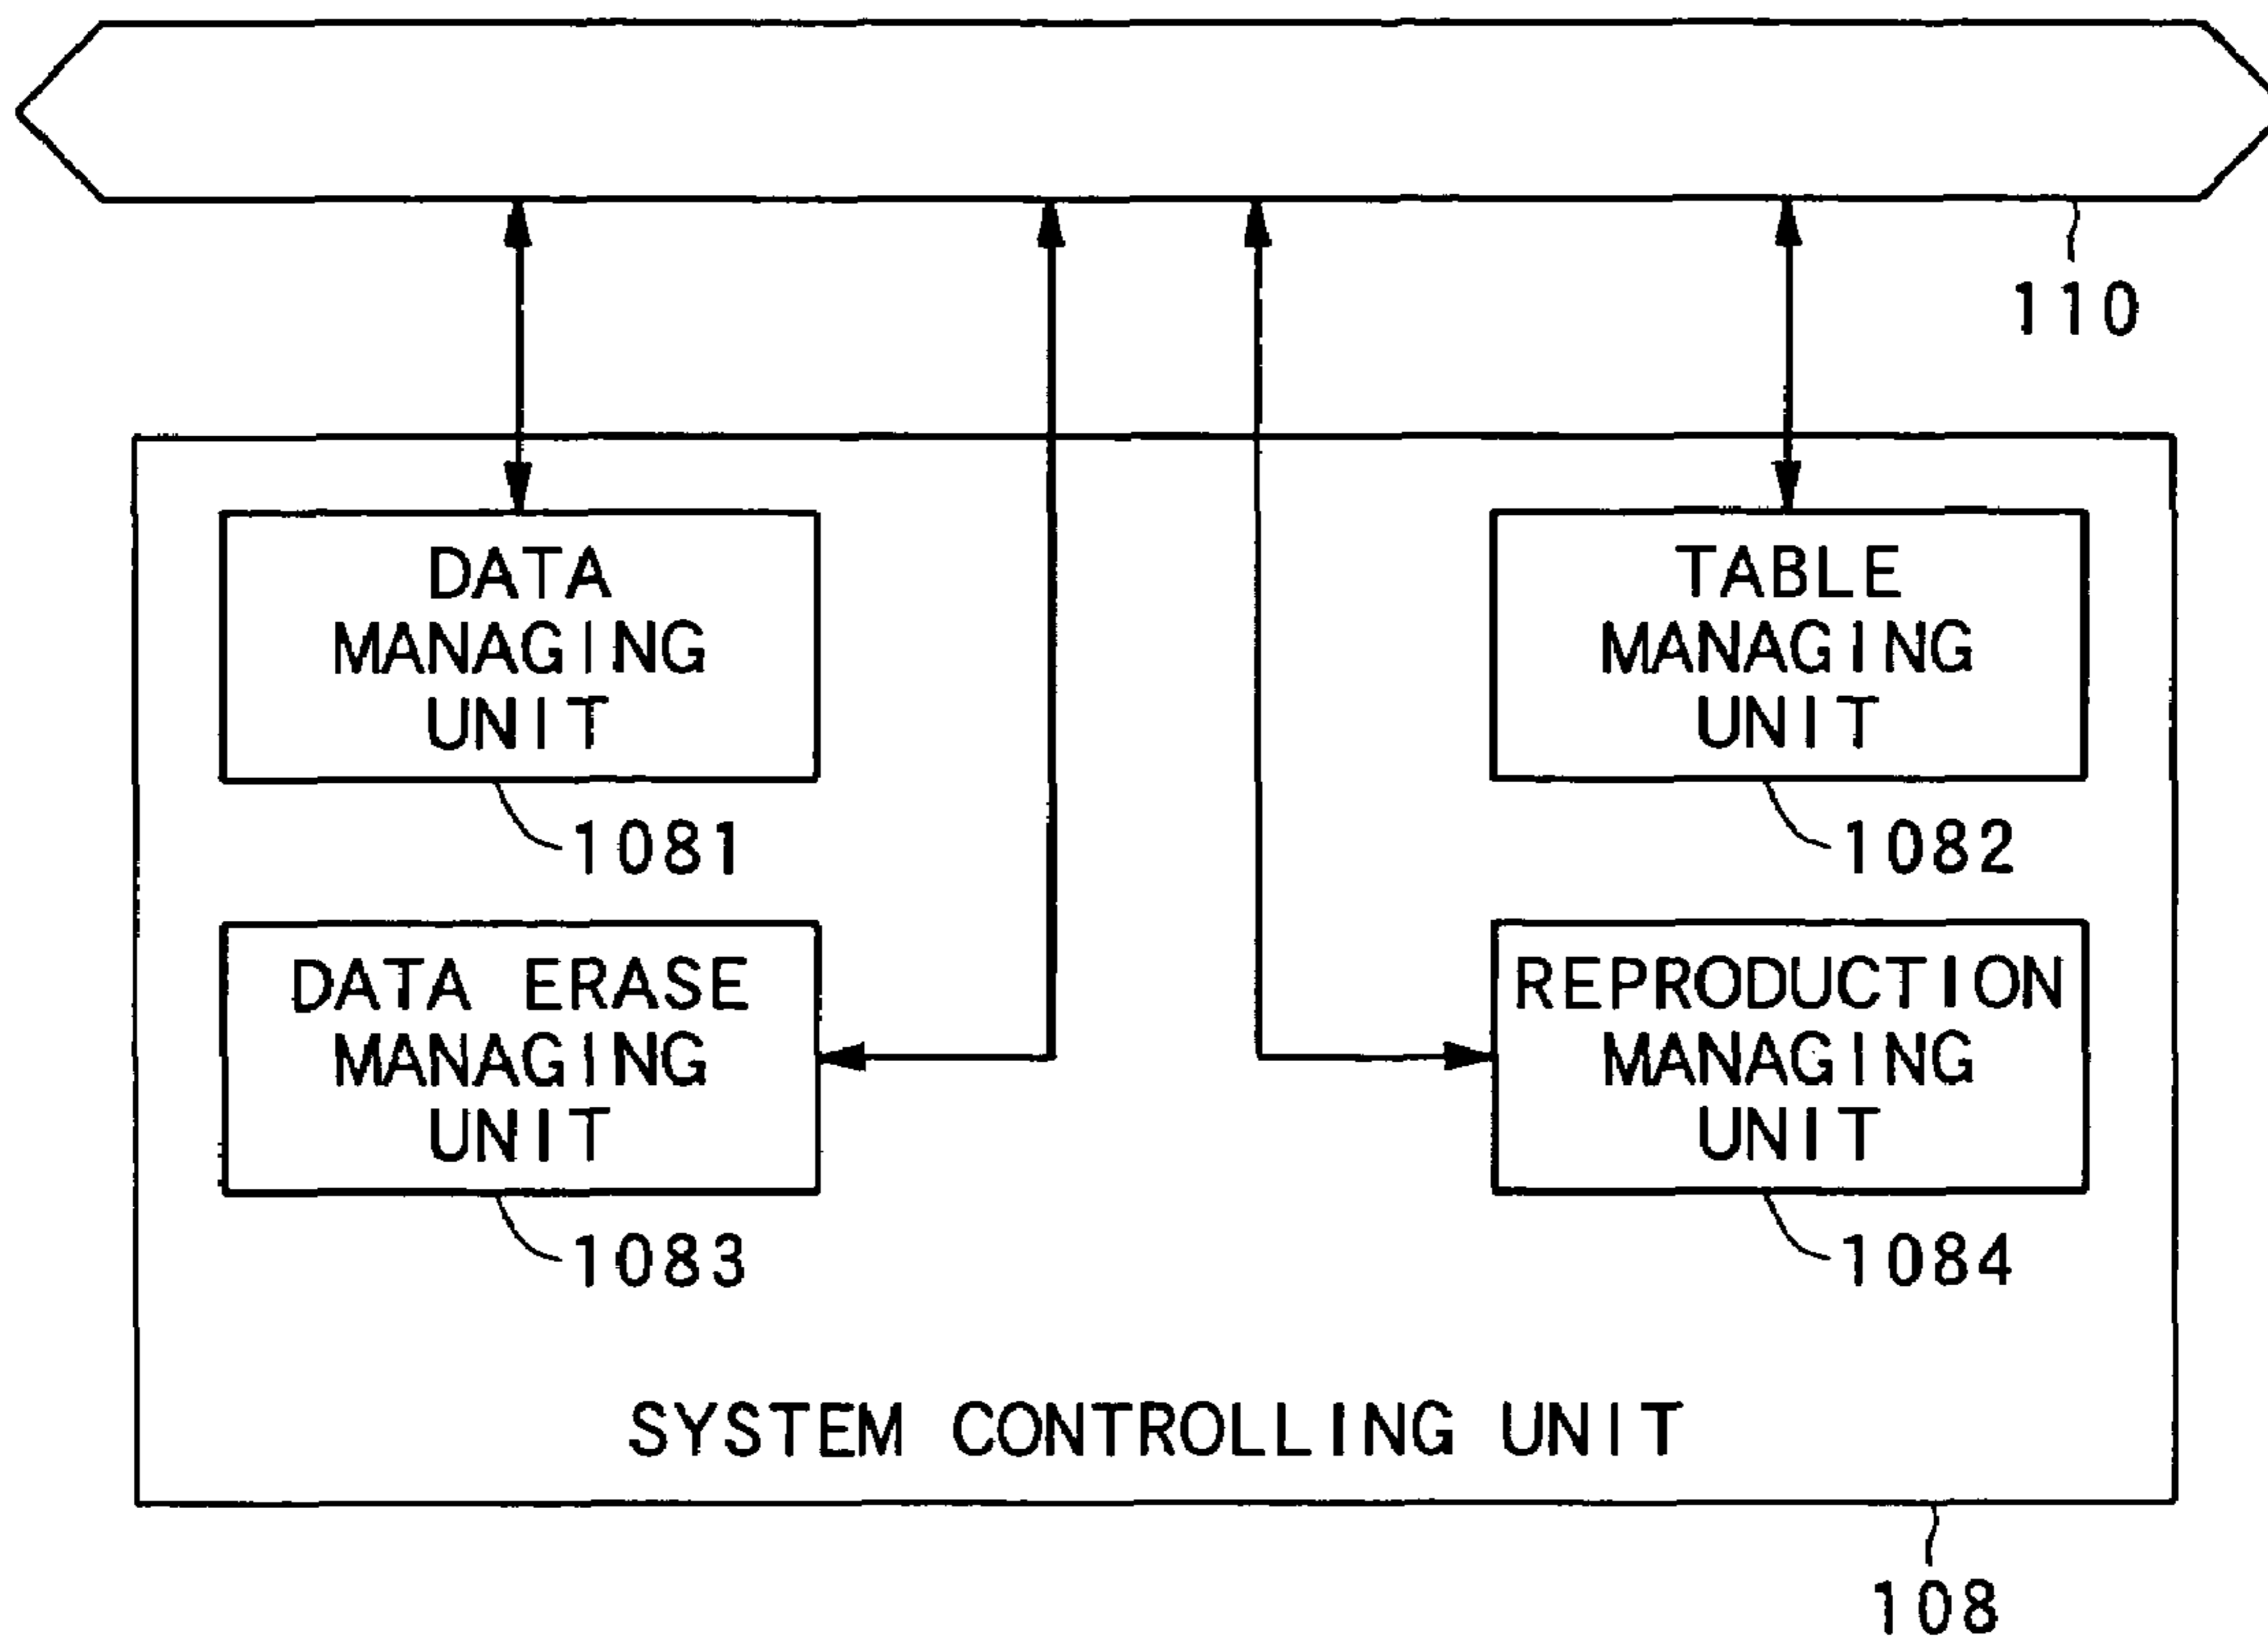 110
DATA
MANAGING
UNIT
1081
TABLE
MANAGING
UNIT
1082
DATA ERASE
MANAGING
UNIT
1083
REPRODUCTION
MANAGING
UNIT
1084
SYSTEM CONTROLLING UNIT
108